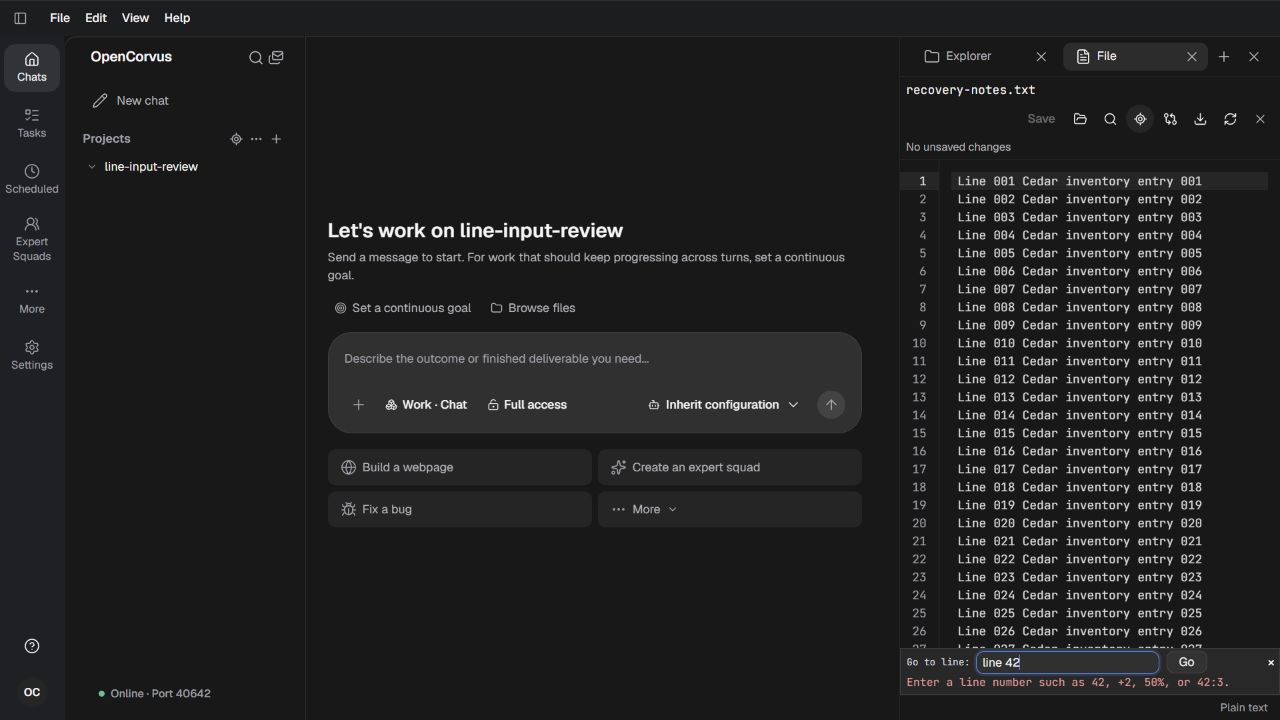 File Edit View Help
Chats
Tasks
Scheduled
Expert
Squads
More
Settings
OC
OpenCorvus
New chat
Projects
line-input-review
Online · Port 40642
Let's work on line-input-review
Send a message to start. For work that should keep progressing across turns, set a continuous
goal.
Set a continuous goal Browse files
Describe the outcome or finished deliverable you need...
Work · Chat Full access Inherit configuration
Build a webpage Create an expert squad
Fix a bug More
Explorer File
recovery-notes.txt
Save
No unsaved changes
1 Line 001 Cedar inventory entry 001
2 Line 002 Cedar inventory entry 002
3 Line 003 Cedar inventory entry 003
4 Line 004 Cedar inventory entry 004
5 Line 005 Cedar inventory entry 005
6 Line 006 Cedar inventory entry 006
7 Line 007 Cedar inventory entry 007
8 Line 008 Cedar inventory entry 008
9 Line 009 Cedar inventory entry 009
10 Line 010 Cedar inventory entry 010
11 Line 011 Cedar inventory entry 011
12 Line 012 Cedar inventory entry 012
13 Line 013 Cedar inventory entry 013
14 Line 014 Cedar inventory entry 014
15 Line 015 Cedar inventory entry 015
16 Line 016 Cedar inventory entry 016
17 Line 017 Cedar inventory entry 017
18 Line 018 Cedar inventory entry 018
19 Line 019 Cedar inventory entry 019
20 Line 020 Cedar inventory entry 020
21 Line 021 Cedar inventory entry 021
22 Line 022 Cedar inventory entry 022
23 Line 023 Cedar inventory entry 023
24 Line 024 Cedar inventory entry 024
25 Line 025 Cedar inventory entry 025
26 Line 026 Cedar inventory entry 026
27 Line 027 Cedar inventory entry 027
Go to line: line 42 Go
Enter a line number such as 42, +2, 50%, or 42:3.
Plain text